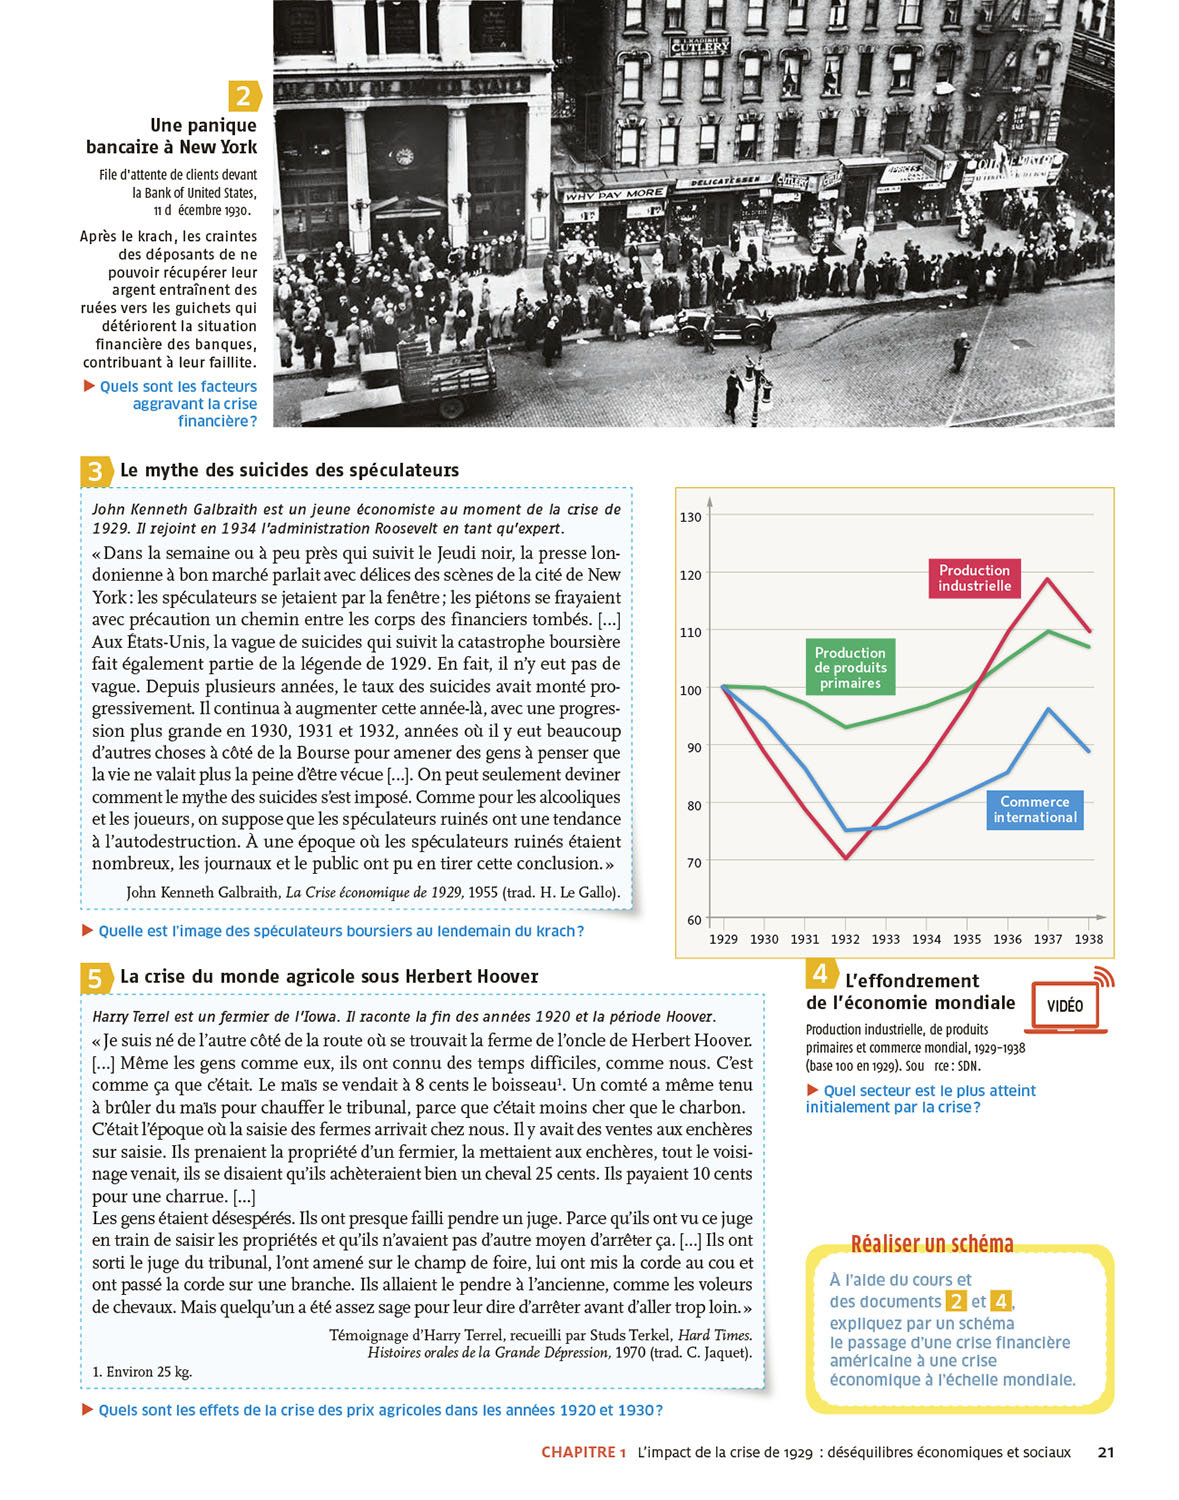 2
Une panique
bancaire à New York
File d'attente de clients devant
la Bank of United States,
11 d écembre 1930.
Après le krach, les craintes
des déposants de ne
pouvoir récupérer leur
argent entraînent des
ruées vers les guichets qui
détériorent la situation
financière des banques,
contribuant à leur faillite.
▶ Quels sont les facteurs
aggravant la crise
financière ?
CUTLERY
WHY PAY MORE
DELICATESSEN
3 Le mythe des suicides des spéculateurs
John Kenneth Galbraith est un jeune économiste au moment de la crise de
1929. Il rejoint en 1934 l'administration Roosevelt en tant qu'expert.
« Dans la semaine ou à peu près qui suivit le Jeudi noir, la presse lon-
donienne à bon marché parlait avec délices des scènes de la cité de New
York : les spéculateurs se jetaient par la fenêtre ; les piétons se frayaient
avec précaution un chemin entre les corps des financiers tombés. [...]
Aux États-Unis, la vague de suicides qui suivit la catastrophe boursière
fait également partie de la légende de 1929. En fait, il n'y eut pas de
vague. Depuis plusieurs années, le taux des suicides avait monté pro-
gressivement. Il continua à augmenter cette année-là, avec une progres-
sion plus grande en 1930, 1931 et 1932, années où il y eut beaucoup
d'autres choses à côté de la Bourse pour amener des gens à penser que
la vie ne valait plus la peine d'être vécue [...]. On peut seulement deviner
comment le mythe des suicides s'est imposé. Comme pour les alcooliques
et les joueurs, on suppose que les spéculateurs ruinés ont une tendance
à l'autodestruction. À une époque où les spéculateurs ruinés étaient
nombreux, les journaux et le public ont pu en tirer cette conclusion. »
John Kenneth Galbraith, La Crise économique de 1929, 1955 (trad. H. Le Gallo).
▶ Quelle est l'image des spéculateurs boursiers au lendemain du krach ?
130
120
110
100
90
80
70
60
Production
industrielle
Production
de produits
primaires
Commerce
international
1929 1930 1931 1932 1933 1934 1935 1936 1937 1938
4 L'effondrement
de l'économie mondiale
VIDÉO
Production industrielle, de produits
primaires et commerce mondial, 1929-1938
(base 100 en 1929). Sou rce : SDN.
▶ Quel secteur est le plus atteint
initialement par la crise ?
5 La crise du monde agricole sous Herbert Hoover
Harry Terrel est un fermier de l'Iowa. Il raconte la fin des années 1920 et la période Hoover.
« Je suis né de l'autre côté de la route où se trouvait la ferme de l'oncle de Herbert Hoover.
[...] Même les gens comme eux, ils ont connu des temps difficiles, comme nous. C'est
comme ça que c'était. Le maïs se vendait à 8 cents le boisseau¹. Un comté a même tenu
à brûler du maïs pour chauffer le tribunal, parce que c'était moins cher que le charbon.
C'était l'époque où la saisie des fermes arrivait chez nous. Il y avait des ventes aux enchères
sur saisie. Ils prenaient la propriété d'un fermier, la mettaient aux enchères, tout le voisi-
nage venait, ils se disaient qu'ils achèteraient bien un cheval 25 cents. Ils payaient 10 cents
pour une charrue. [...]
Les gens étaient désespérés. Ils ont presque failli pendre un juge. Parce qu'ils ont vu ce juge
en train de saisir les propriétés et qu'ils n'avaient pas d'autre moyen d'arrêter ça. [...] Ils ont
sorti le juge du tribunal, l'ont amené sur le champ de foire, lui ont mis la corde au cou et
ont passé la corde sur une branche. Ils allaient le pendre à l'ancienne, comme les voleurs
de chevaux. Mais quelqu'un a été assez sage pour leur dire d'arrêter avant d'aller trop loin. »
Témoignage d'Harry Terrel, recueilli par Studs Terkel, Hard Times.
Histoires orales de la Grande Dépression, 1970 (trad. C. Jaquet).
1. Environ 25 kg.
▶ Quels sont les effets de la crise des prix agricoles dans les années 1920 et 1930 ?
Réaliser un schéma
À l'aide du cours et
des documents 2 et 4,
expliquez par un schéma
le passage d'une crise financière
américaine à une crise
économique à l'échelle mondiale.
CHAPITRE 1 L'impact de la crise de 1929 : déséquilibres économiques et sociaux 21